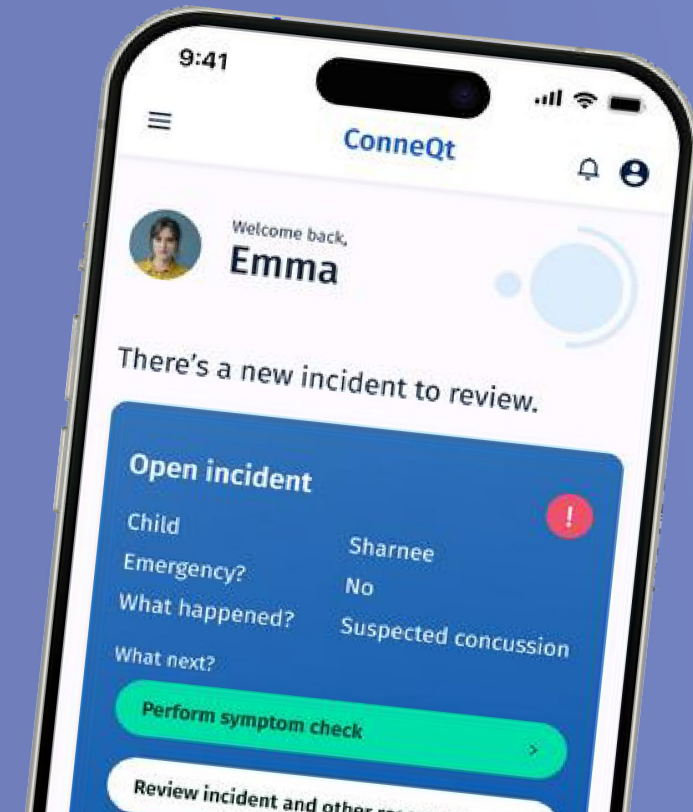 9:41
ConneQt
Welcome back,
Emma
There's a new incident to review.
Open incident
!
Child Sharnee
Emergency? No
What happened? Suspected concussion
What next?
Perform symptom check >
Review incident and other